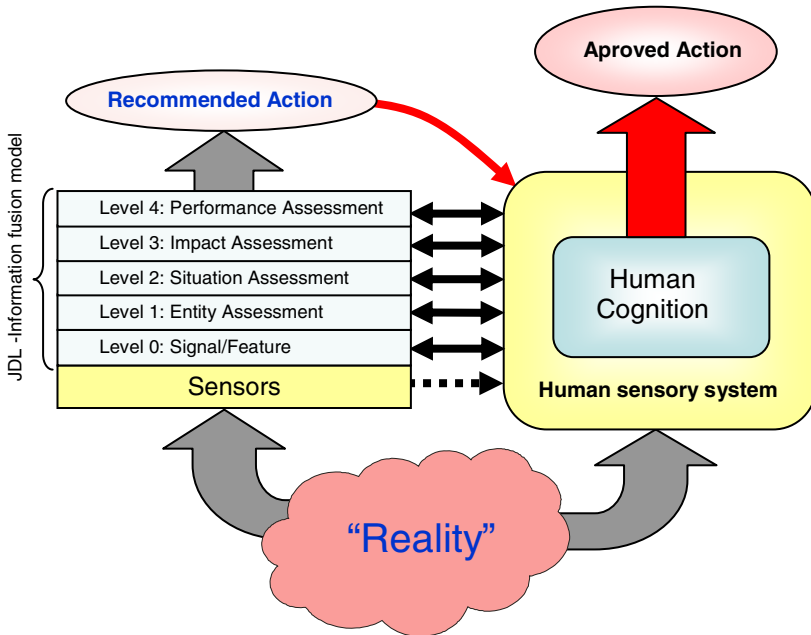 Aproved Action
Recommended Action
JDL -Information fusion model
Level 4: Performance Assessment
Level 3: Impact Assessment
Level 2: Situation Assessment
Level 1: Entity Assessment
Level 0: Signal/Feature
Sensors
Human
Cognition
Human sensory system
“Reality”